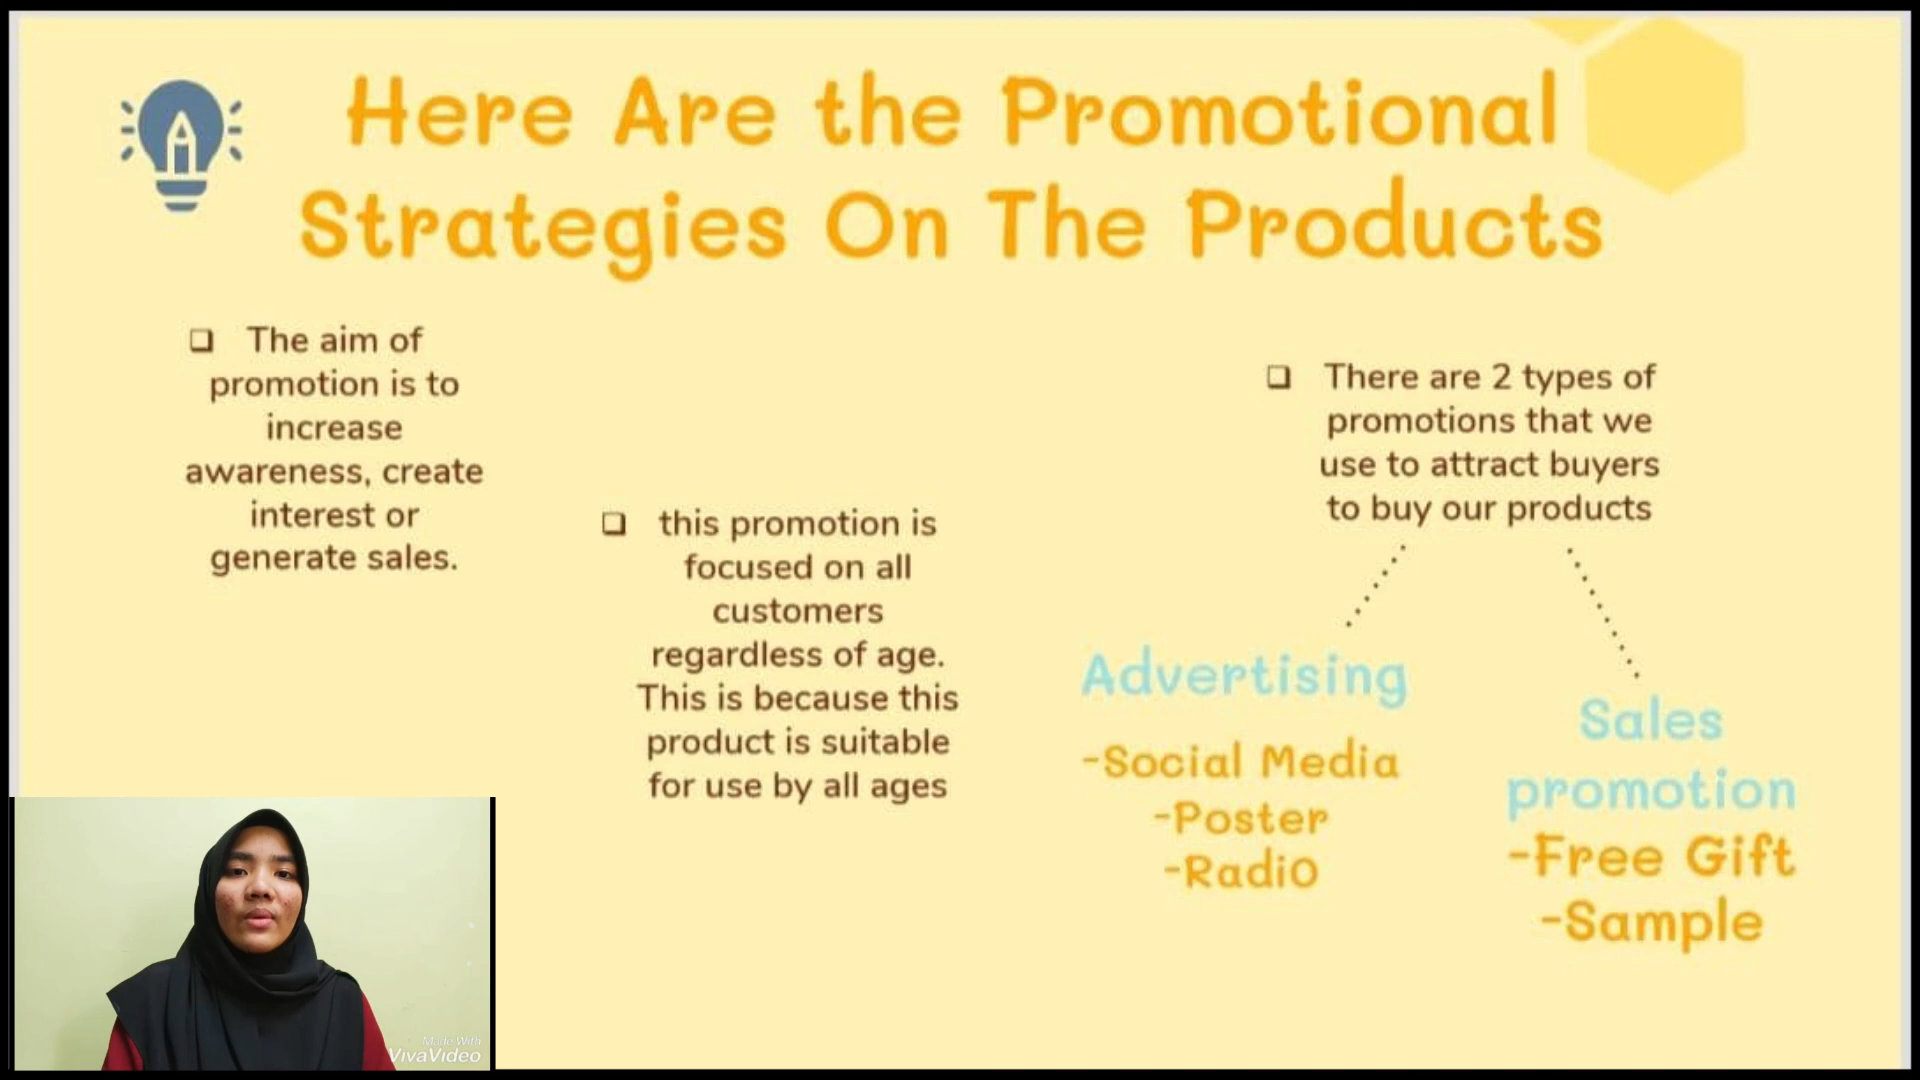 Here Are the Promotional
Strategies On The Products
❑ The aim of
promotion is to
increase
awareness, create
interest or
generate sales.
❑ this promotion is
focused on all
customers
regardless of age.
This is because this
product is suitable
for use by all ages
❑ There are 2 types of
promotions that we
use to attract buyers
to buy our products
Advertising
-Social Media
-Poster
-RadiO
Sales
promotion
-Free Gift
-Sample
Made With
VivaVideo